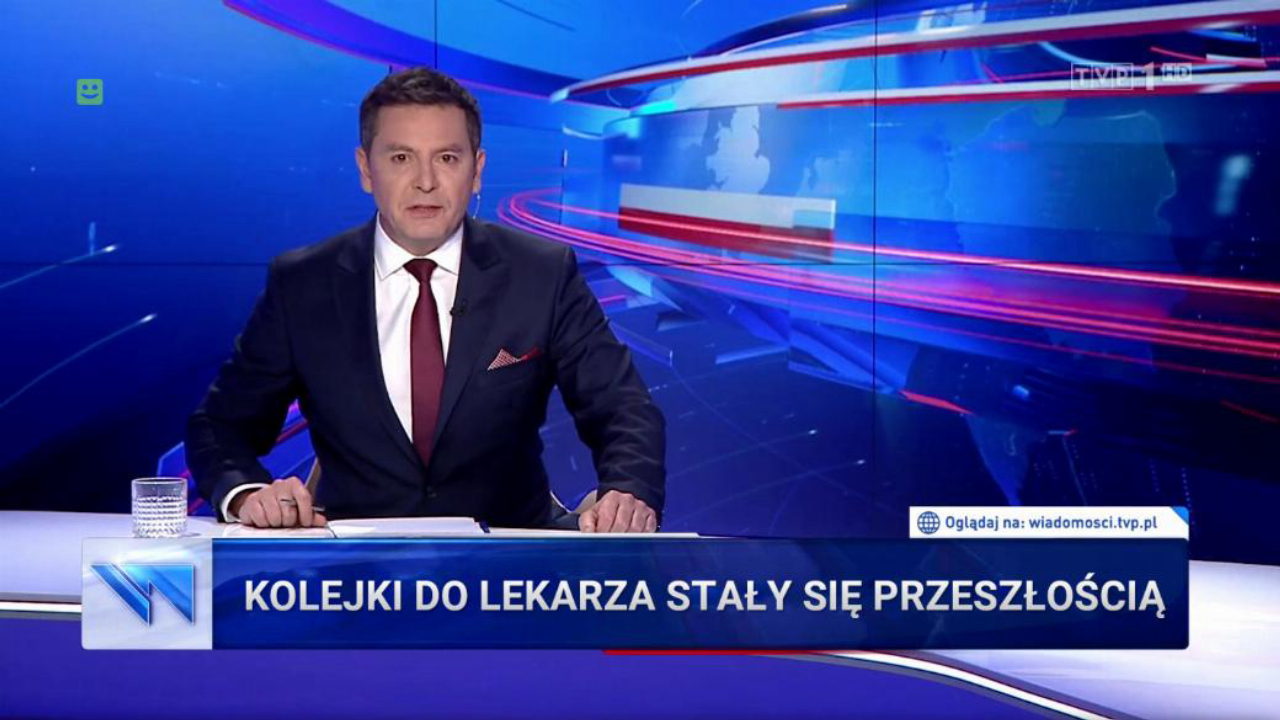 TVP1 HD
Oglądaj na: wiadomosci.tvp.pl
KOLEJKI DO LEKARZA STAŁY SIĘ PRZESZŁOŚCIĄ